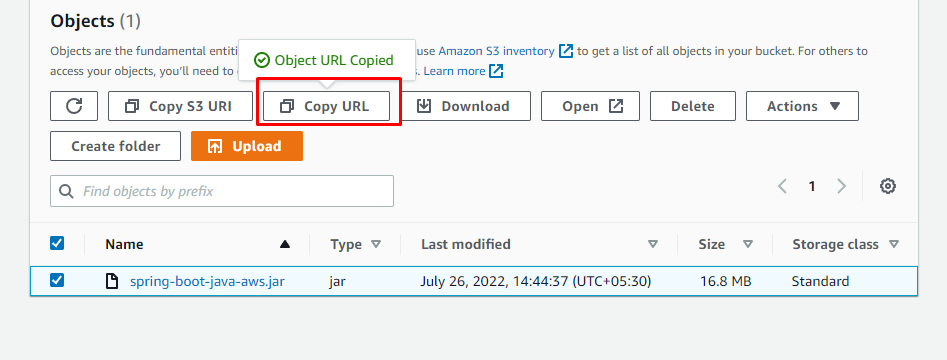 Objects (1)
Objects are the fundamental entiti use Amazon S3 inventory to get a list of all objects in your bucket. For others to
access your objects, you'll need to s. Learn more
Object URL Copied
Copy S3 URI Copy URL Download Open Delete Actions
Create folder Upload
Find objects by prefix 1
Name Type Last modified Size Storage class
spring-boot-java-aws.jar jar July 26, 2022, 14:44:37 (UTC+05:30) 16.8 MB Standard